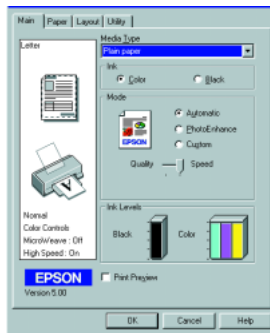 Main Paper Layout Utility
Letter
Media Type
Plain paper
Ink
Color Black
Mode
Automatic
PhotoEnhance
Custom
EPSON
Quality Speed
Normal
Color Controls
MicroWeave : Off
High Speed : On
Ink Levels
Black Color
EPSON
Version 5.00
Print Preview
OK Cancel Help